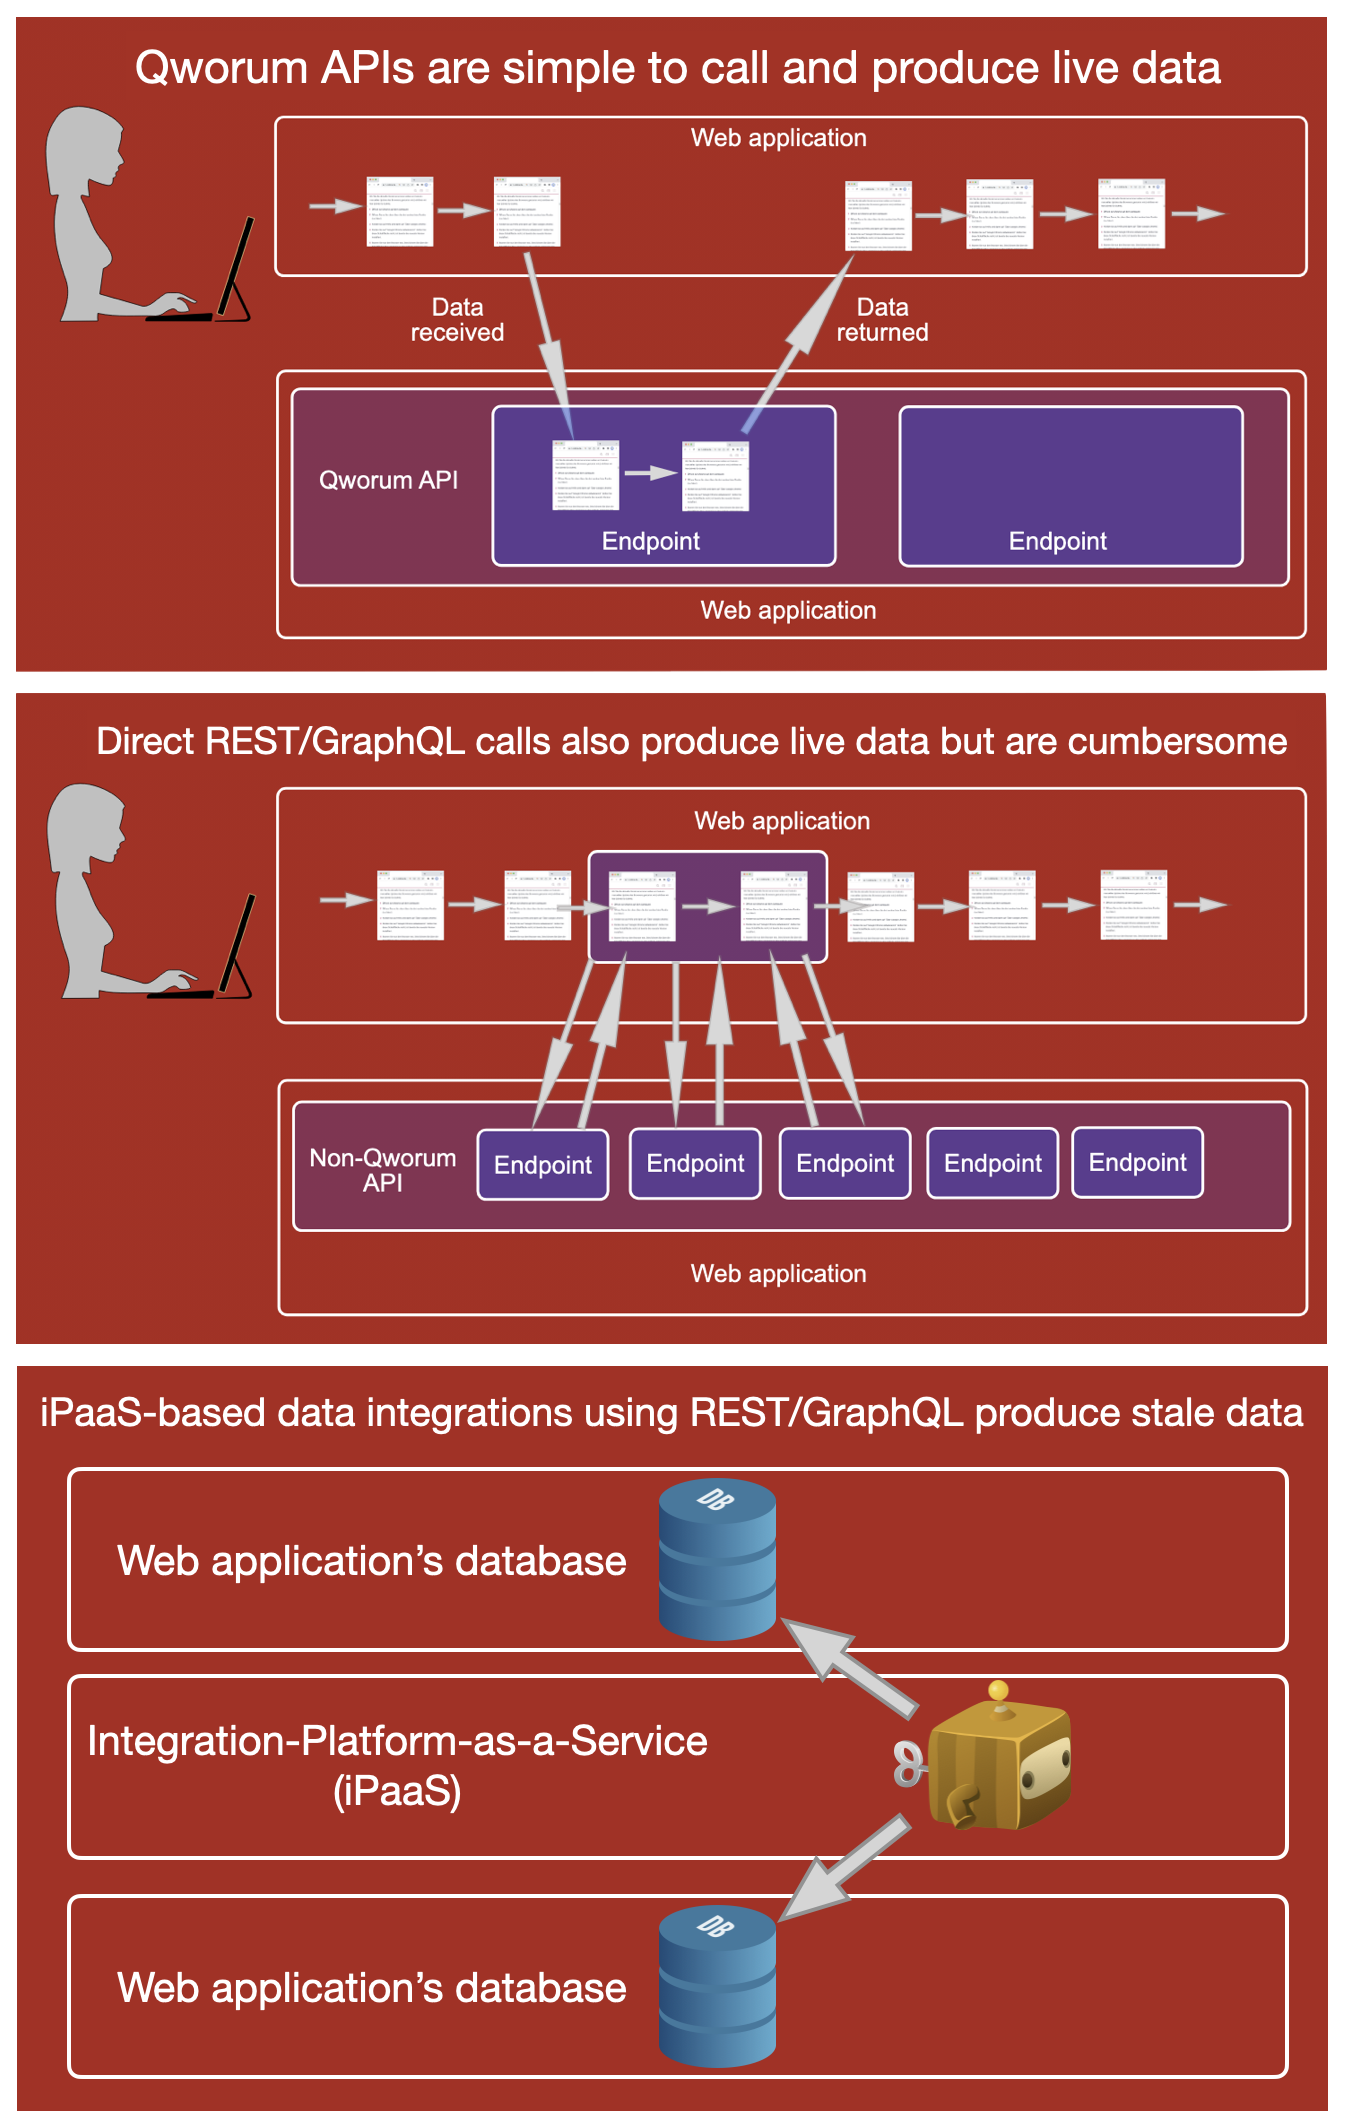 Qworum APIs are simple to call and produce live data
Web application
Data
received
Data
returned
Qworum API
Endpoint
Endpoint
Web application
Direct REST/GraphQL calls also produce live data but are cumbersome
Web application
Non-Qworum
API
Endpoint
Endpoint
Endpoint
Endpoint
Endpoint
Web application
iPaaS-based data integrations using REST/GraphQL produce stale data
DB
Web application’s database
Integration-Platform-as-a-Service
(iPaaS)
DB
Web application’s database